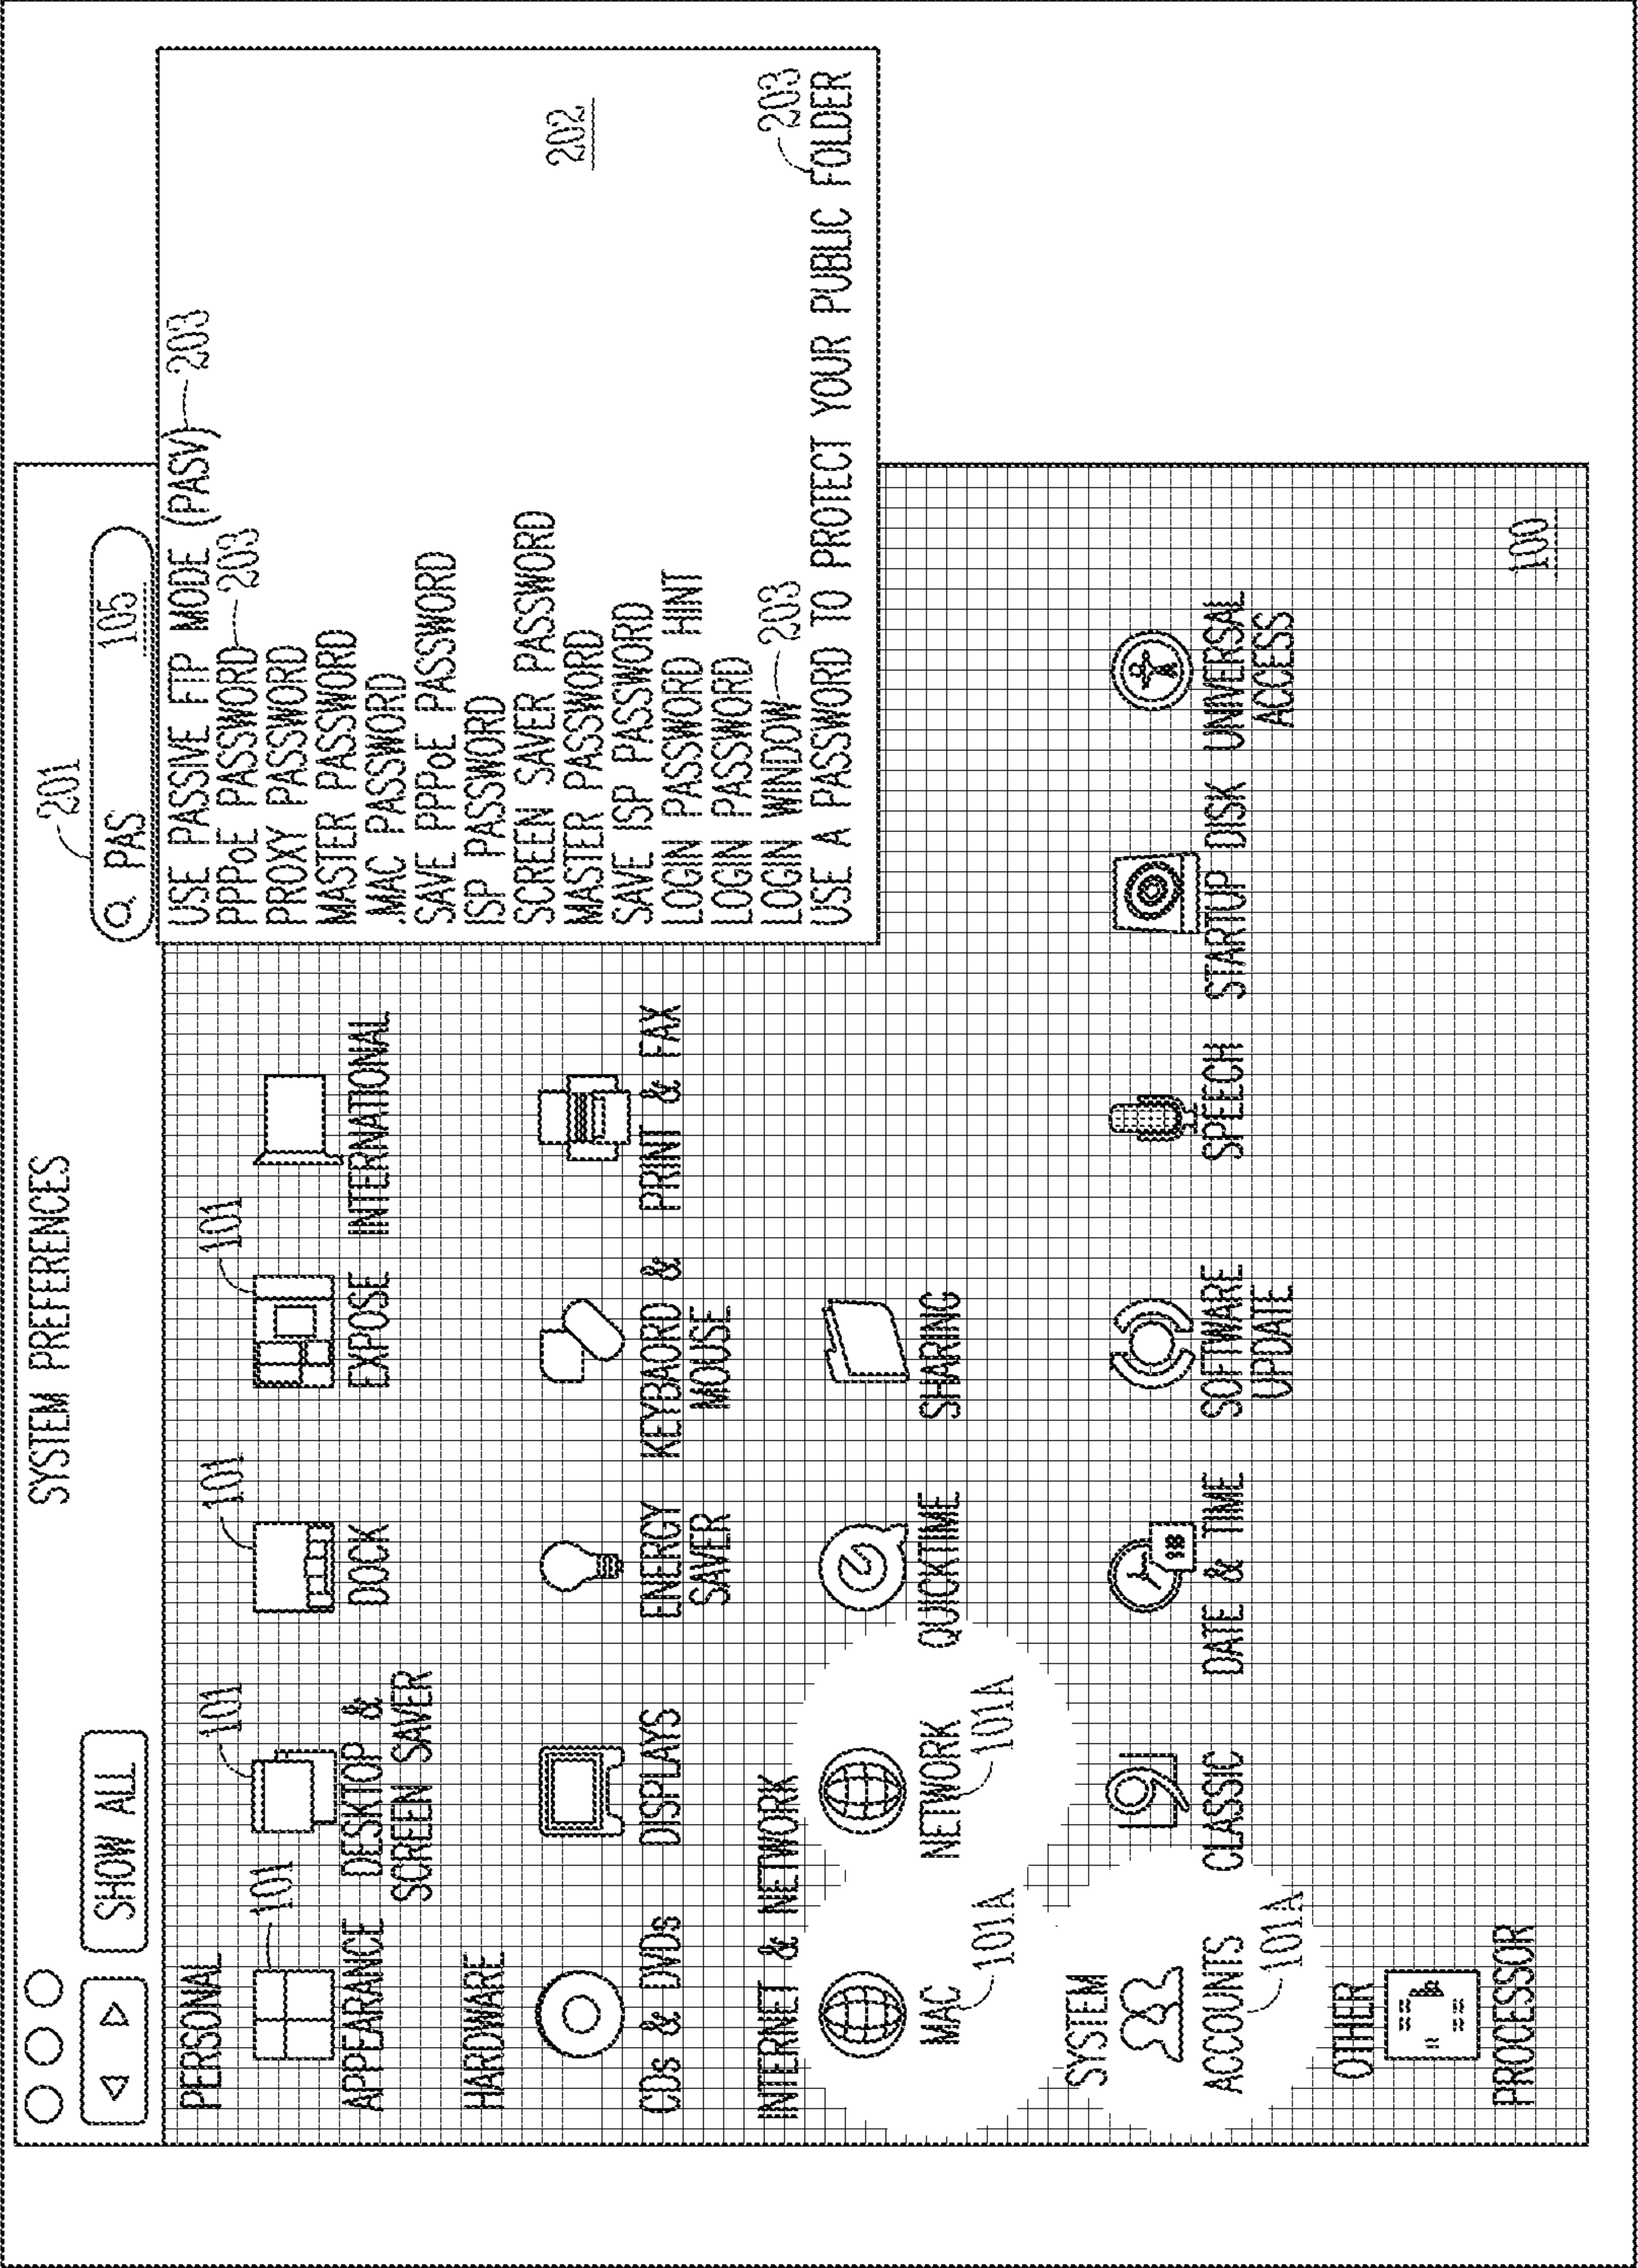 SYSTEM PREFERENCES
SHOW ALL
201
PAS 105
USE PASSIVE FTP MODE (PASV) 203
PPPoE PASSWORD 203
PROXY PASSWORD
MASTER PASSWORD
.MAC PASSWORD
SAVE PPPoE PASSWORD
ISP PASSWORD
SCREEN SAVER PASSWORD
MASTER PASSWORD
SAVE ISP PASSWORD
LOGIN PASSWORD HINT
LOGIN PASSWORD
LOGIN WINDOW 203
USE A PASSWORD TO PROTECT YOUR PUBLIC FOLDER
203
202
PERSONAL
101 101 101 101
APPEARANCE DESKTOP & DOCK EXPOSE INTERNATIONAL
SCREEN SAVER
HARDWARE
CDs & DVDs DISPLAYS ENERGY KEYBAORD & PRINT & FAX
SAVER MOUSE
INTERNET & NETWORK
MAC NETWORK QUICKTIME SHARING
101A 101A
SYSTEM
ACCOUNTS CLASSIC DATE & TIME SOFTWARE SPEECH STARTUP DISK UNIVERSAL
UPDATE ACCESS
101A
OTHER
PROCESSOR
100